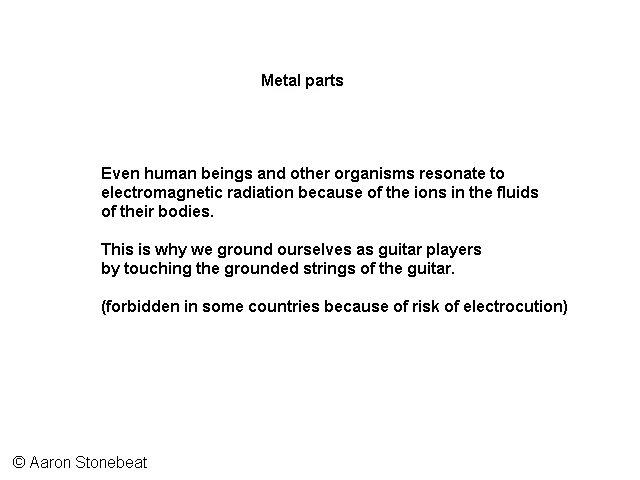 Metal parts
Even human beings and other organisms resonate to
electromagnetic radiation because of the ions in the fluids
of their bodies.
This is why we ground ourselves as guitar players
by touching the grounded strings of the guitar.
(forbidden in some countries because of risk of electrocution)
© Aaron Stonebeat